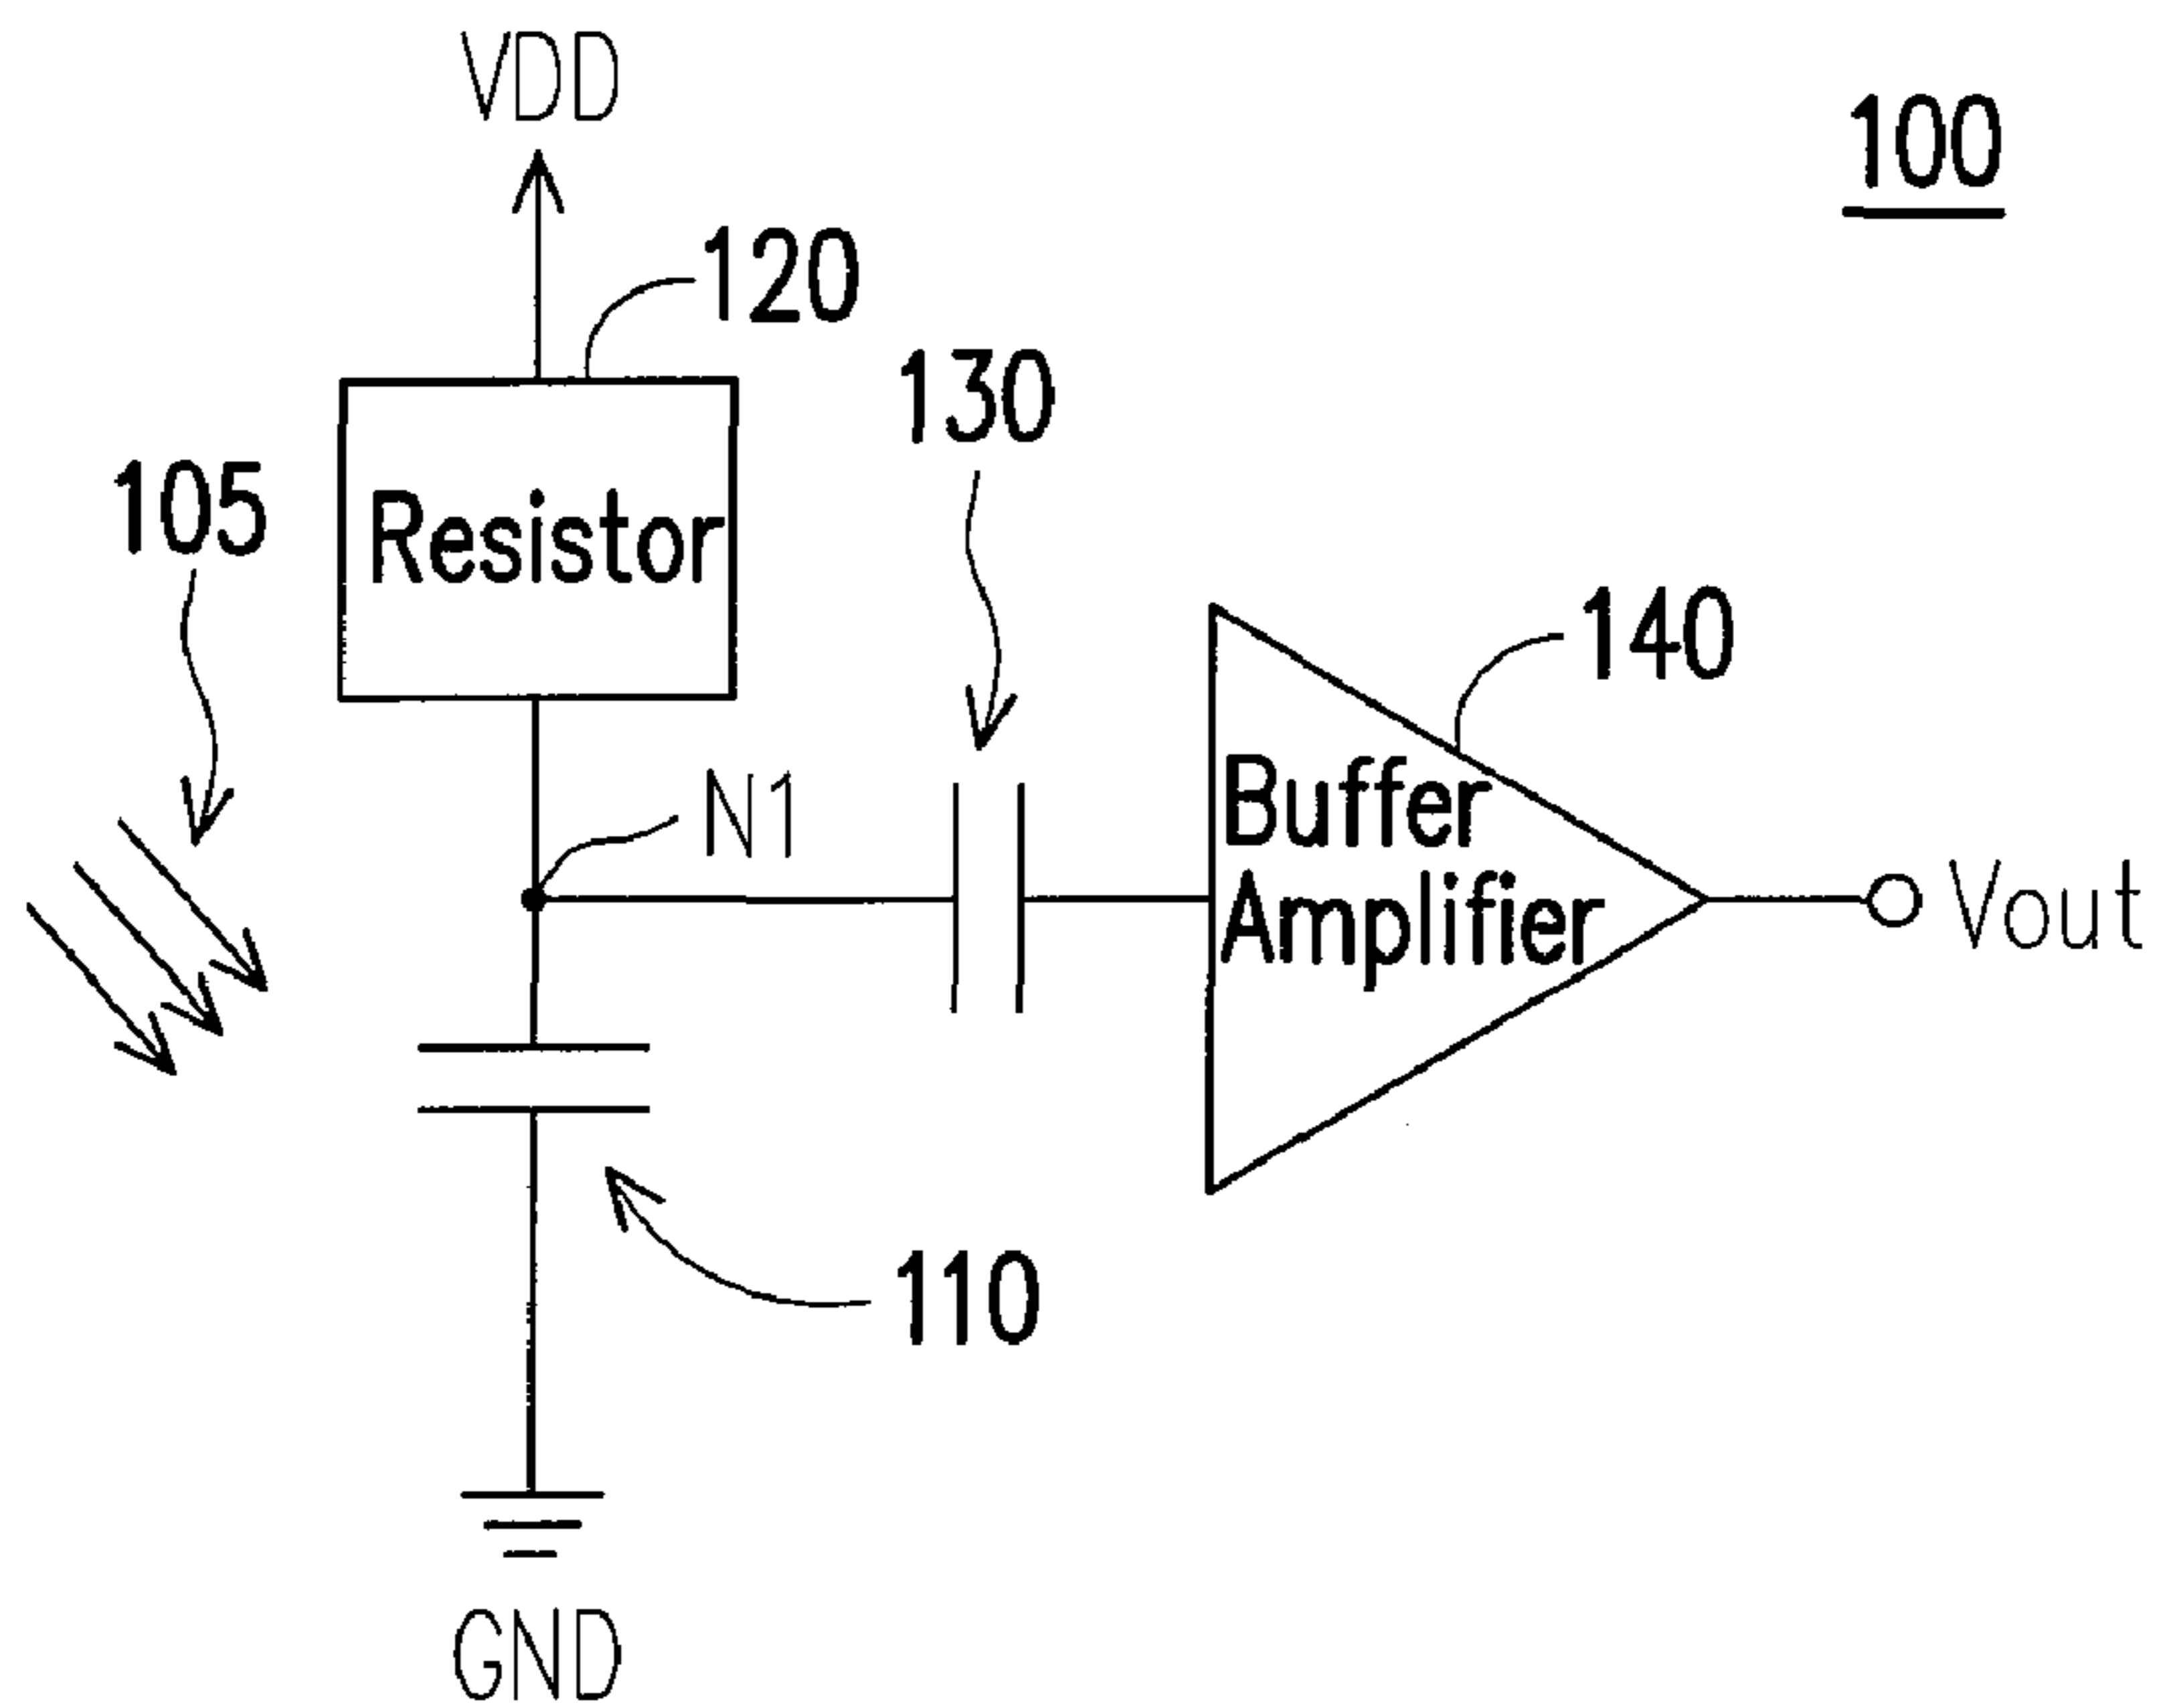 VDD
100
120
130
105
Resistor
140
N1
Buffer
Amplifier
Vout
110
GND